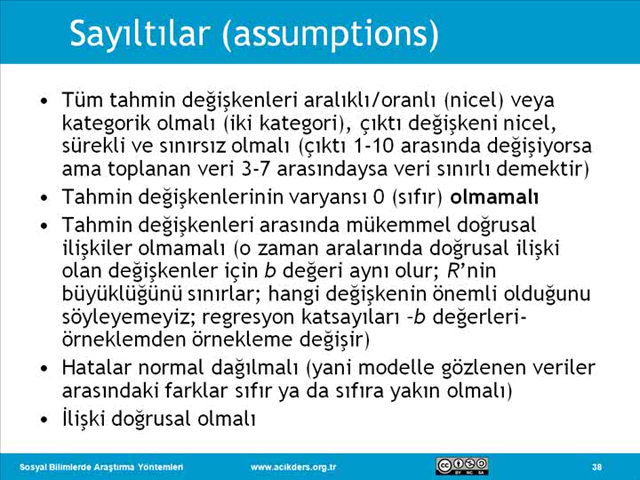 Sayıltılar (assumptions)
• Tüm tahmin değişkenleri aralıklı/oranlı (nicel) veya
kategorik olmalı (iki kategori), çıktı değişkeni nicel,
sürekli ve sınırsız olmalı (çıktı 1-10 arasında değişiyorsa
ama toplanan veri 3-7 arasındaysa veri sınırlı demektir)
• Tahmin değişkenlerinin varyansı 0 (sıfır) olmamalı
• Tahmin değişkenleri arasında mükemmel doğrusal
ilişkiler olmamalı (o zaman aralarında doğrusal ilişki
olan değişkenler için b değeri aynı olur; R’nin
büyüklüğünü sınırlar; hangi değişkenin önemli olduğunu
söyleyemeyiz; regresyon katsayıları –b değerleri-
örneklemden örnekleme değişir)
• Hatalar normal dağılmalı (yani modelle gözlenen veriler
arasındaki farklar sıfır ya da sıfıra yakın olmalı)
• İlişki doğrusal olmalı
Sosyal Bilimlerde Araştırma Yöntemleri www.acikders.org.tr BY NC SA 38